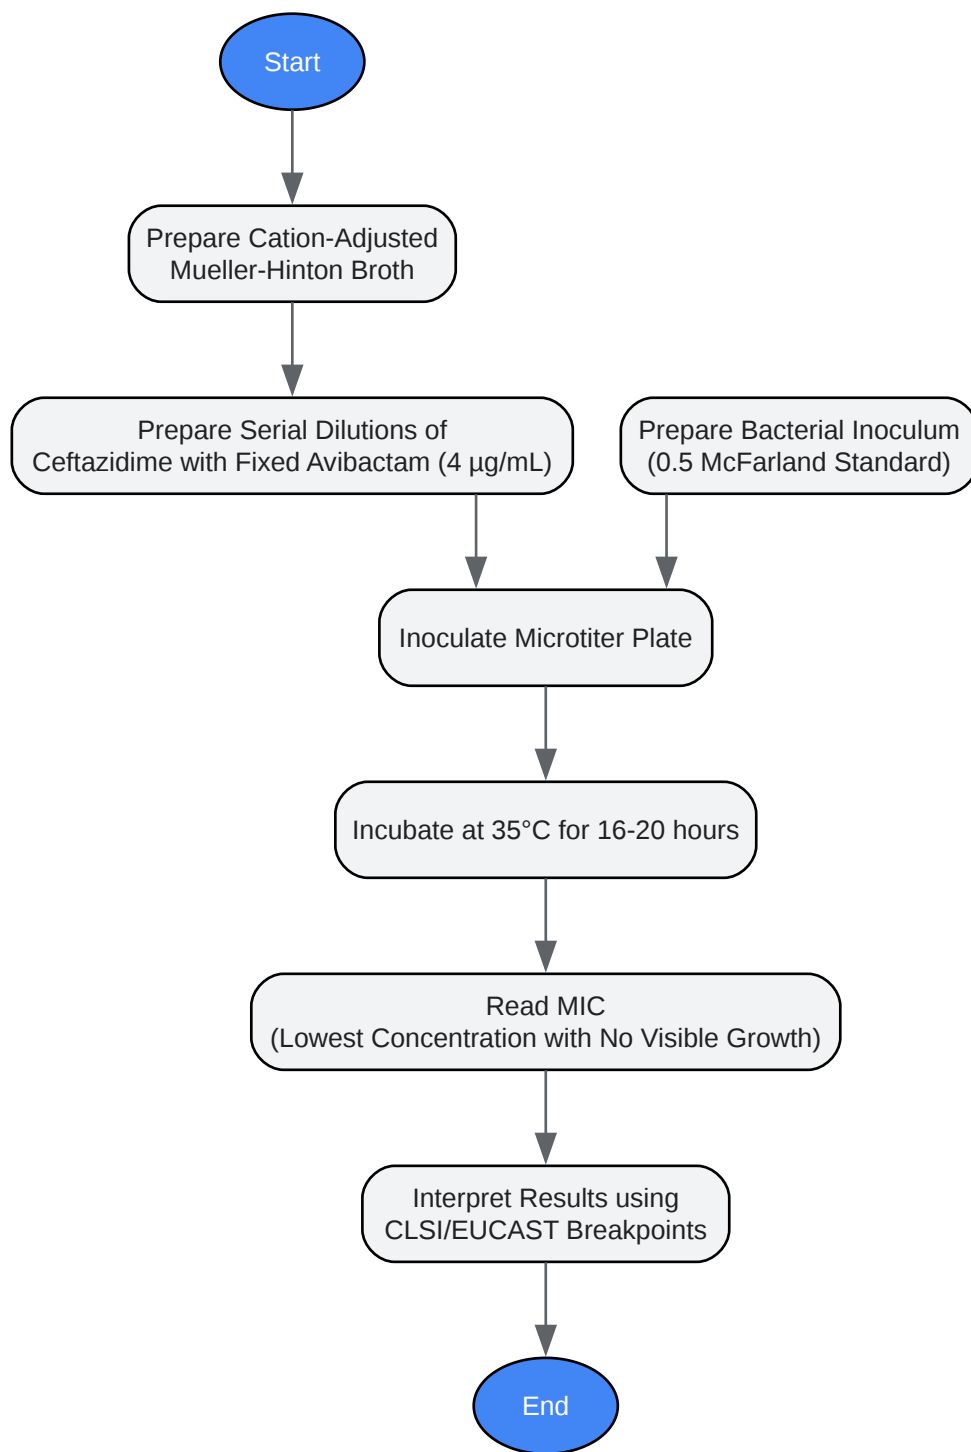 Start
Prepare Cation-Adjusted
Mueller-Hinton Broth
Prepare Serial Dilutions of
Ceftazidime with Fixed Avibactam (4 µg/mL)
Prepare Bacterial Inoculum
(0.5 McFarland Standard)
Inoculate Microtiter Plate
Incubate at 35°C for 16-20 hours
Read MIC
(Lowest Concentration with No Visible Growth)
Interpret Results using
CLSI/EUCAST Breakpoints
End